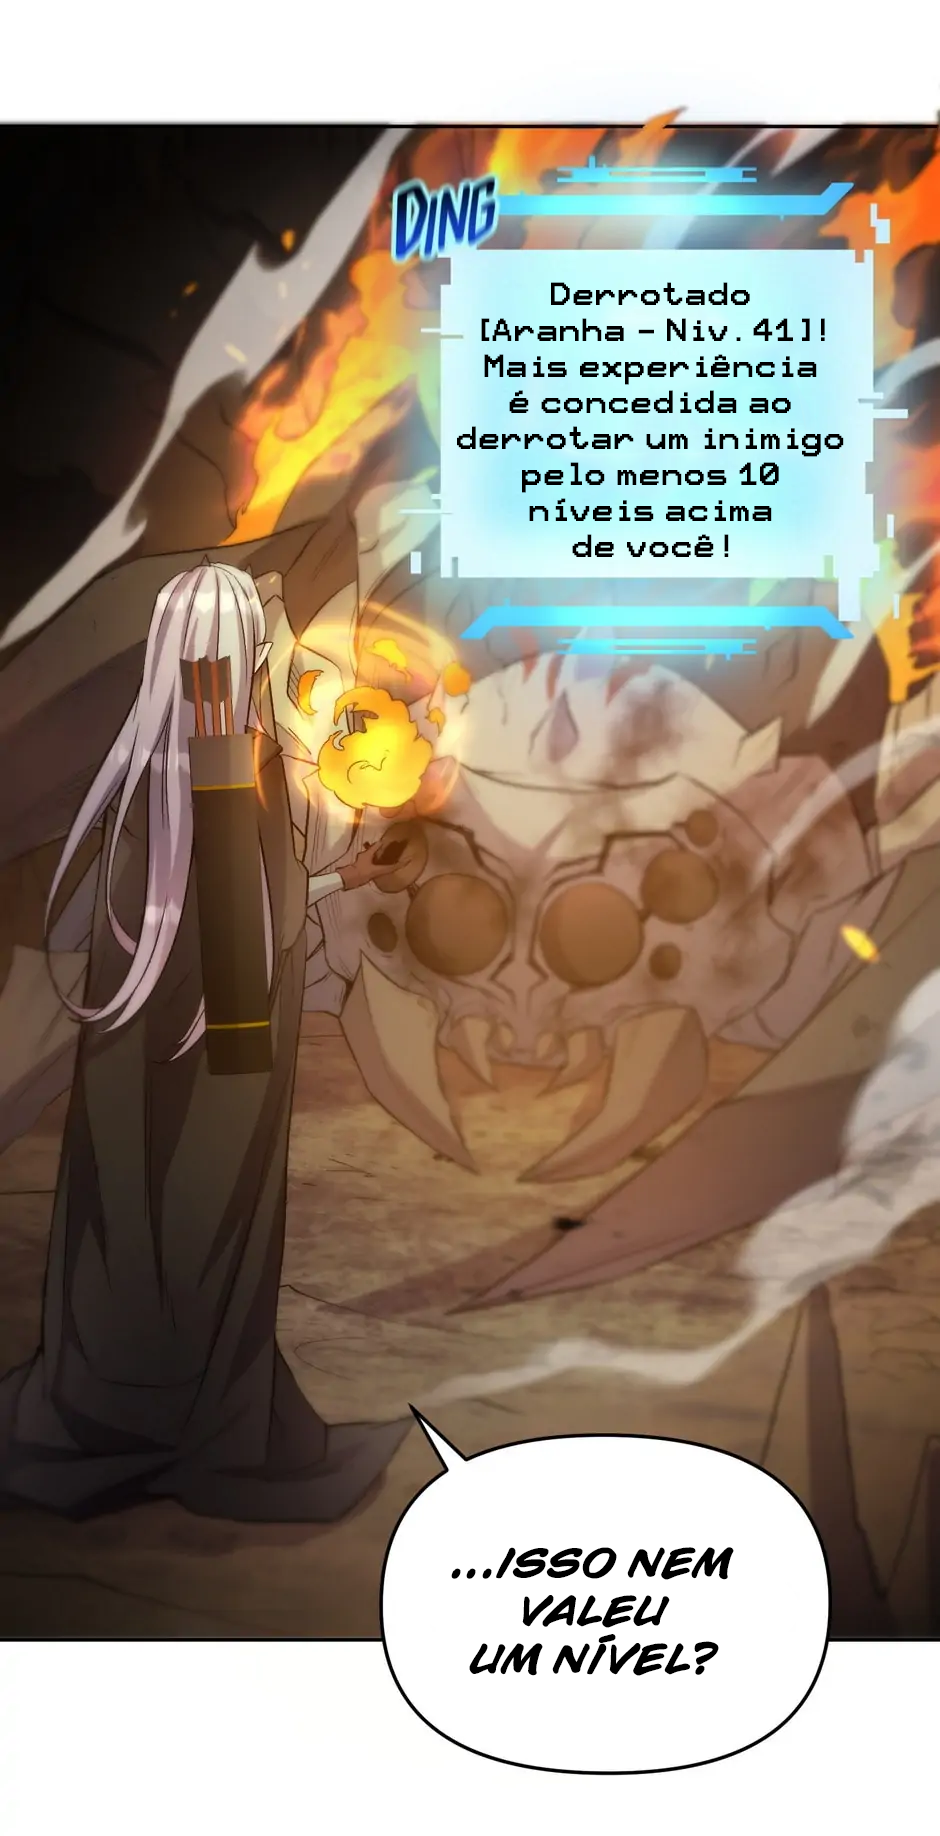 DING
Derrotado
[Aranha - Niv.41]!
Mais experiência
é concedida ao
derrotar um inimigo
pelo menos 10
níveis acima
de você!
...ISSO NEM
VALEU
UM NÍVEL?